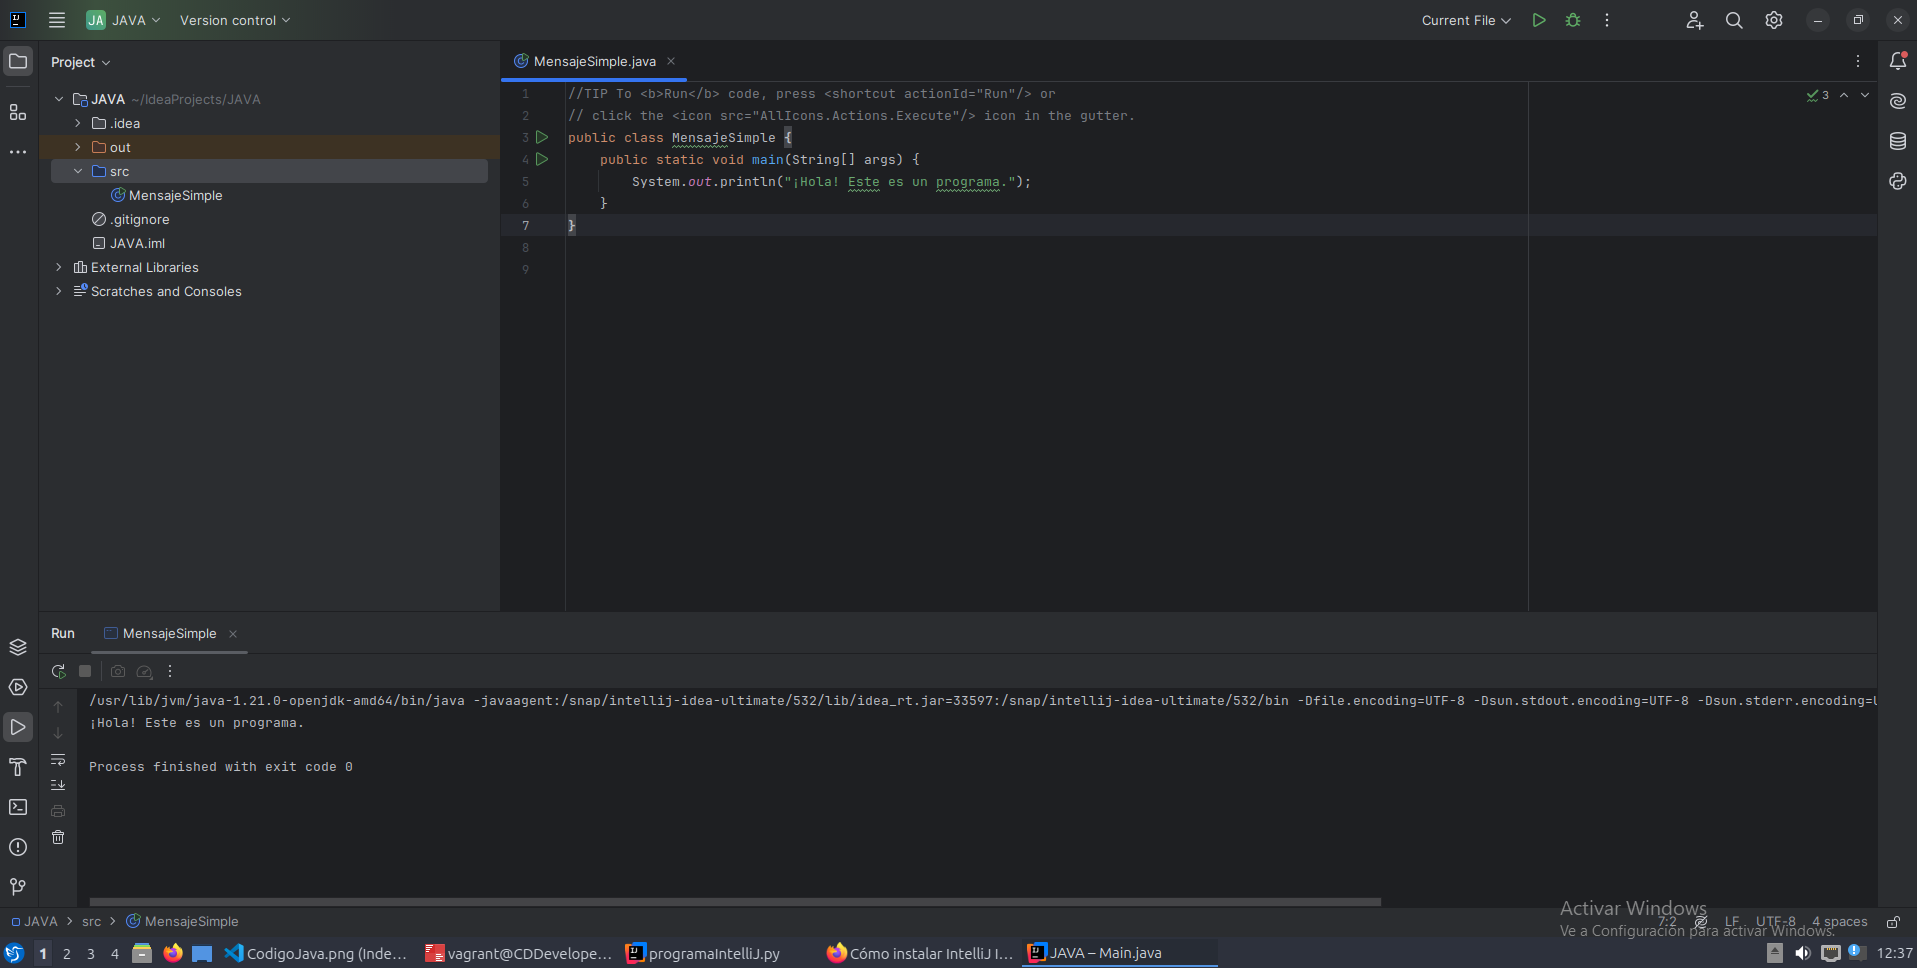 JA JAVA Version control Current File
Project
MensajeSimple.java
JAVA ~/IdeaProjects/JAVA
.idea
out
src
MensajeSimple
.gitignore
JAVA.iml
External Libraries
Scratches and Consoles
1 //TIP To <b>Run</b> code, press <shortcut actionId="Run"/> or
2 // click the <icon src="AllIcons.Actions.Execute"/> icon in the gutter.
3 public class MensajeSimple {
4 public static void main(String[] args) {
5 System.out.println("¡Hola! Este es un programa.");
6 }
7 }
8
9
3
Run MensajeSimple
/usr/lib/jvm/java-1.21.0-openjdk-amd64/bin/java -javaagent:/snap/intellij-idea-ultimate/532/lib/idea_rt.jar=33597:/snap/intellij-idea-ultimate/532/bin -Dfile.encoding=UTF-8 -Dsun.stdout.encoding=UTF-8 -Dsun.stderr.encoding=U
¡Hola! Este es un programa.
Process finished with exit code 0
JAVA > src > MensajeSimple
7:2 LF UTF-8 4 spaces
Activar Windows
Ve a Configuración para activar Windows.
1 2 3 4 CodigoJava.png (Inde... vagrant@CDDevelope... programaIntelliJ.py Cómo instalar IntelliJ I... JAVA – Main.java 12:37